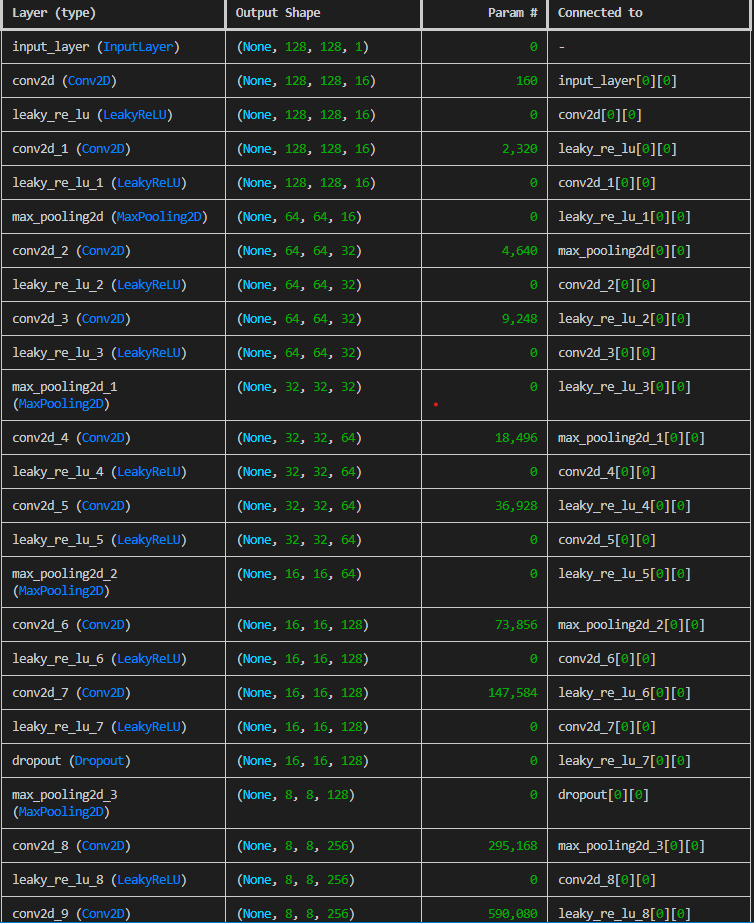 Layer (type) Output Shape Param # Connected to
input_layer (InputLayer) (None, 128, 128, 1) 0 -
conv2d (Conv2D) (None, 128, 128, 16) 160 input_layer[0][0]
leaky_re_lu (LeakyReLU) (None, 128, 128, 16) 0 conv2d[0][0]
conv2d_1 (Conv2D) (None, 128, 128, 16) 2,320 leaky_re_lu[0][0]
leaky_re_lu_1 (LeakyReLU) (None, 128, 128, 16) 0 conv2d_1[0][0]
max_pooling2d (MaxPooling2D) (None, 64, 64, 16) 0 leaky_re_lu_1[0][0]
conv2d_2 (Conv2D) (None, 64, 64, 32) 4,640 max_pooling2d[0][0]
leaky_re_lu_2 (LeakyReLU) (None, 64, 64, 32) 0 conv2d_2[0][0]
conv2d_3 (Conv2D) (None, 64, 64, 32) 9,248 leaky_re_lu_2[0][0]
leaky_re_lu_3 (LeakyReLU) (None, 64, 64, 32) 0 conv2d_3[0][0]
max_pooling2d_1 (None, 32, 32, 32) 0 leaky_re_lu_3[0][0]
(MaxPooling2D)
conv2d_4 (Conv2D) (None, 32, 32, 64) 18,496 max_pooling2d_1[0][0]
leaky_re_lu_4 (LeakyReLU) (None, 32, 32, 64) 0 conv2d_4[0][0]
conv2d_5 (Conv2D) (None, 32, 32, 64) 36,928 leaky_re_lu_4[0][0]
leaky_re_lu_5 (LeakyReLU) (None, 32, 32, 64) 0 conv2d_5[0][0]
max_pooling2d_2 (None, 16, 16, 64) 0 leaky_re_lu_5[0][0]
(MaxPooling2D)
conv2d_6 (Conv2D) (None, 16, 16, 128) 73,856 max_pooling2d_2[0][0]
leaky_re_lu_6 (LeakyReLU) (None, 16, 16, 128) 0 conv2d_6[0][0]
conv2d_7 (Conv2D) (None, 16, 16, 128) 147,584 leaky_re_lu_6[0][0]
leaky_re_lu_7 (LeakyReLU) (None, 16, 16, 128) 0 conv2d_7[0][0]
dropout (Dropout) (None, 16, 16, 128) 0 leaky_re_lu_7[0][0]
max_pooling2d_3 (None, 8, 8, 128) 0 dropout[0][0]
(MaxPooling2D)
conv2d_8 (Conv2D) (None, 8, 8, 256) 295,168 max_pooling2d_3[0][0]
leaky_re_lu_8 (LeakyReLU) (None, 8, 8, 256) 0 conv2d_8[0][0]
conv2d_9 (Conv2D) (None, 8, 8, 256) 590,080 leaky_re_lu_8[0][0]